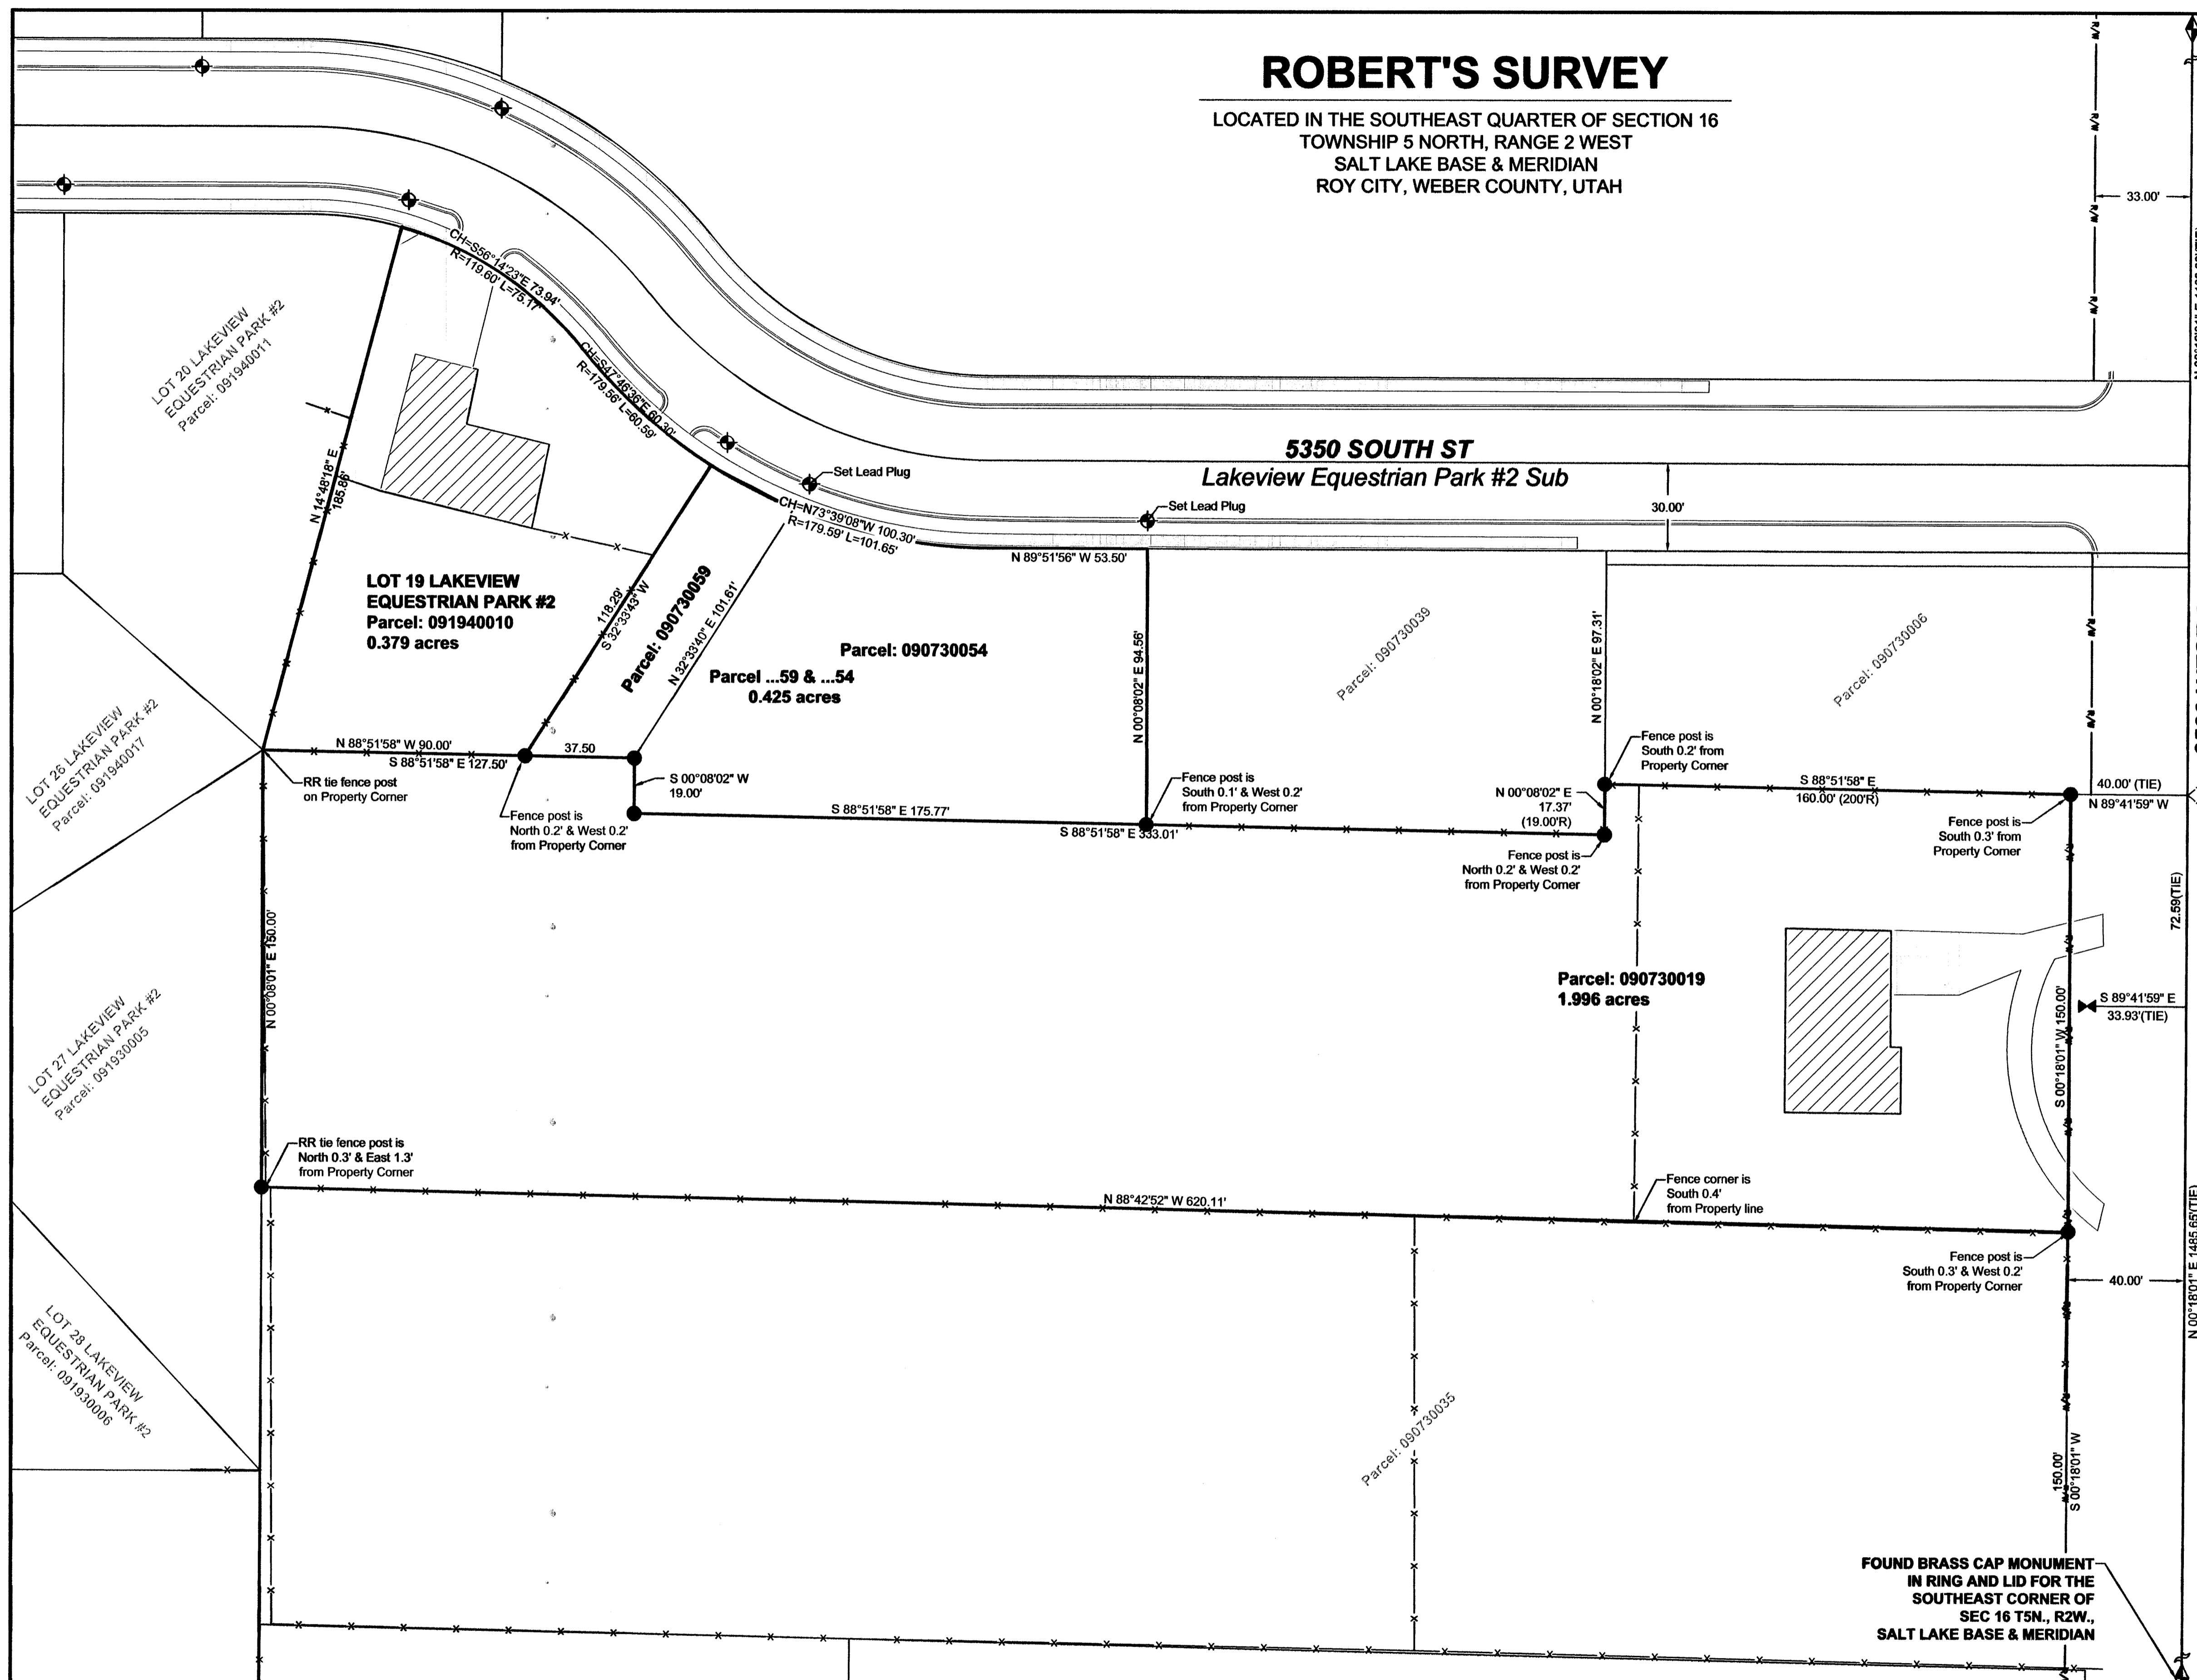 ROBERT'S SURVEY
LOCATED IN THE SOUTHEAST QUARTER OF SECTION 16
TOWNSHIP 5 NORTH, RANGE 2 WEST
SALT LAKE BASE & MERIDIAN
ROY CITY, WEBER COUNTY, UTAH
R/W
R/W
R/W
R/W
33.00'
CH=S56°14'23"E 73.94'
R=119.60' L=75.17'
CH=S47°46'36"E 60.30'
R=179.56' L=60.59'
LOT 20 LAKEVIEW
EQUESTRIAN PARK #2
Parcel: 091940011
N 14°48'18" E
185.86'
5350 SOUTH ST
Lakeview Equestrian Park #2 Sub
Set Lead Plug
Set Lead Plug
30.00'
CH=N73°39'08"W 100.30'
R=179.59' L=101.65'
N 89°51'56" W 53.50'
LOT 19 LAKEVIEW
EQUESTRIAN PARK #2
Parcel: 091940010
0.379 acres
118.29'
S 32°33'43" W
Parcel: 090730059
N 32°33'40" E 101.61'
Parcel: 090730054
Parcel ...59 & ...54
0.425 acres
N 00°08'02" E 94.56'
Parcel: 090730039
N 00°18'02" E 97.31'
Parcel: 090730006
R/W
R/W
LOT 26 LAKEVIEW
EQUESTRIAN PARK #2
Parcel: 091940017
N 88°51'58" W 90.00'
S 88°51'58" E 127.50'
37.50
RR tie fence post
on Property Corner
Fence post is
North 0.2' & West 0.2'
from Property Corner
S 00°08'02" W
19.00'
S 88°51'58" E 175.77'
S 88°51'58" E 333.01'
Fence post is
South 0.1' & West 0.2'
from Property Corner
Fence post is
South 0.2' from
Property Corner
N 00°08'02" E
17.37'
(19.00'R)
Fence post is
North 0.2' & West 0.2'
from Property Corner
S 88°51'58" E
160.00' (200'R)
40.00' (TIE)
N 89°41'59" W
Fence post is
South 0.3' from
Property Corner
72.59(TIE)
N 00°08'01" E 150.00'
Parcel: 090730019
1.996 acres
S 00°18'01" W 150.00'
S 89°41'59" E
33.93'(TIE)
R/W
R/W
R/W
R/W
R/W
LOT 27 LAKEVIEW
EQUESTRIAN PARK #2
Parcel: 091930005
RR tie fence post is
North 0.3' & East 1.3'
from Property Corner
N 88°42'52" W 620.11'
Fence corner is
South 0.4'
from Property line
Fence post is
South 0.3' & West 0.2'
from Property Corner
40.00'
N 00°18'01" E 1485.65'(TIE)
LOT 28 LAKEVIEW
EQUESTRIAN PARK #2
Parcel: 091930006
Parcel: 090730035
R/W
R/W
R/W
150.00'
S 00°18'01" W
FOUND BRASS CAP MONUMENT
IN RING AND LID FOR THE
SOUTHEAST CORNER OF
SEC 16 T5N., R2W.,
SALT LAKE BASE & MERIDIAN